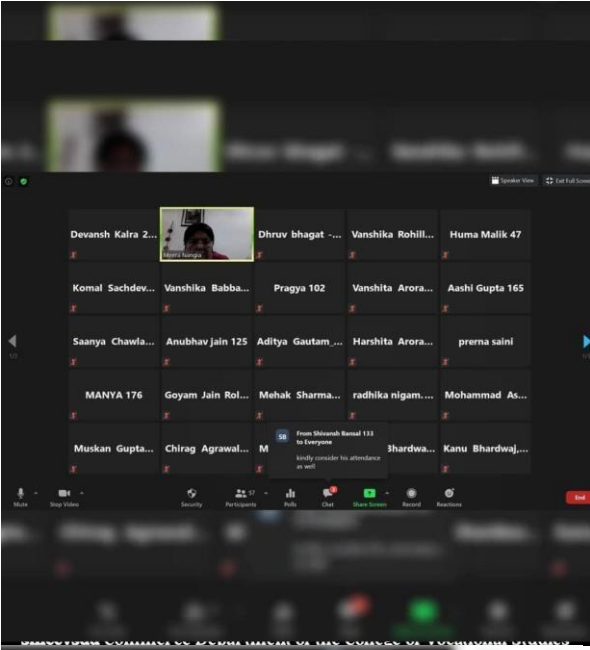 Speaker View
Exit Full Screen
Devansh Kalra 2...
Meera Nangia
Dhruv bhagat -...
Vanshika Rohill...
Huma Malik 47
Komal Sachdev...
Vanshika Babba...
Pragya 102
Vanshita Arora...
Aashi Gupta 165
Saanya Chawla...
Anubhav jain 125
Aditya Gautam_...
Harshita Arora...
prerna saini
MANYA 176
Goyam Jain Rol...
Mehak Sharma...
radhika nigam....
Mohammad As...
Muskan Gupta...
Chirag Agrawal...
M
Bhardwa...
Kanu Bhardwaj,...
SB
From Shivansh Bansal 133
to Everyone
kindly consider his attendance
as well
Mute
Stop Video
Security
Participents
57
Polls
Chat
Share Screen
Record
Reactions
End
Commerce Department of the College of Vocational Studies